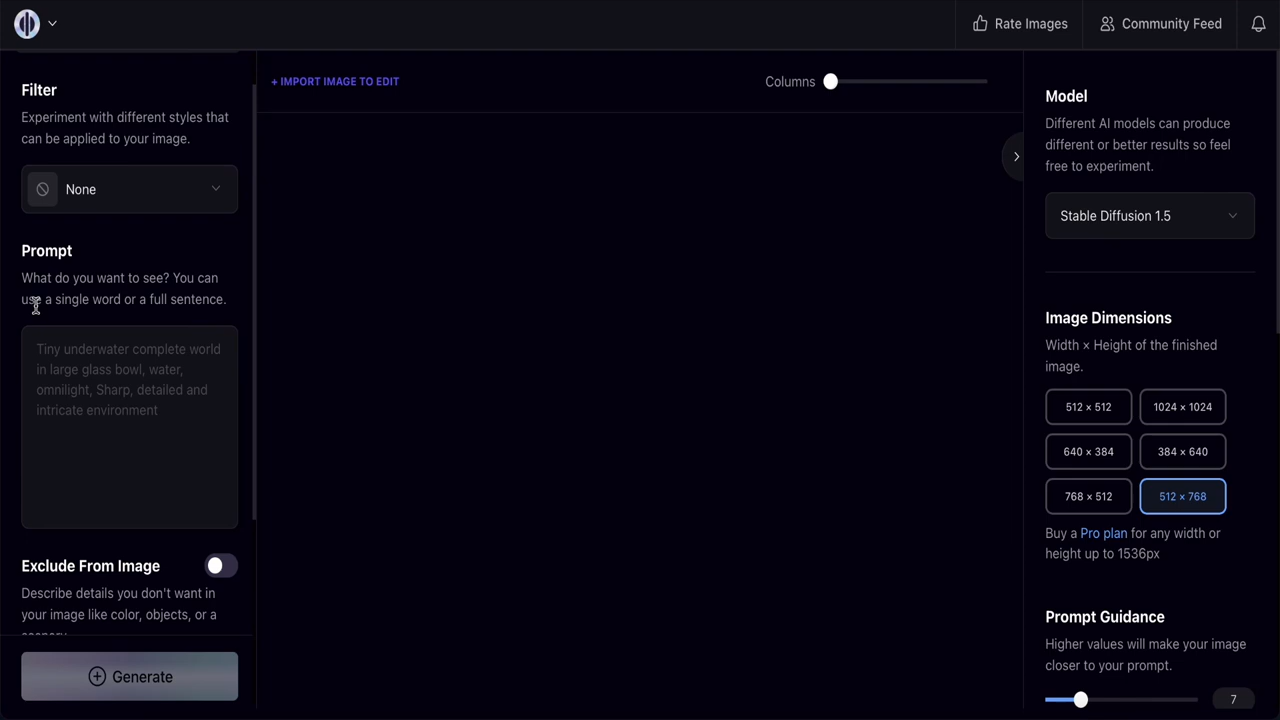 Rate Images
Community Feed
Filter
Experiment with different styles that
can be applied to your image.
None
Prompt
What do you want to see? You can
use a single word or a full sentence.
Tiny underwater complete world
in large glass bowl, water,
omnilight, Sharp, detailed and
intricate environment
Exclude From Image
Describe details you don't want in
your image like color, objects, or a
scenery.
Generate
+ IMPORT IMAGE TO EDIT
Columns
Model
Different AI models can produce
different or better results so feel
free to experiment.
Stable Diffusion 1.5
Image Dimensions
Width × Height of the finished
image.
512 × 512
1024 × 1024
640 × 384
384 × 640
768 × 512
512 × 768
Buy a Pro plan for any width or
height up to 1536px
Prompt Guidance
Higher values will make your image
closer to your prompt.
7